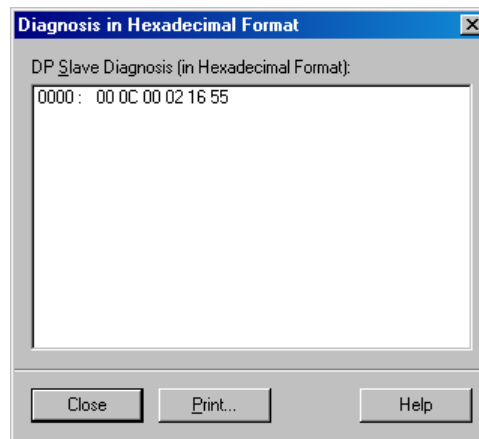 Diagnosis in Hexadecimal Format
DP Slave Diagnosis (in Hexadecimal Format):
0000 : 00 0C 00 02 16 55
Close Print... Help